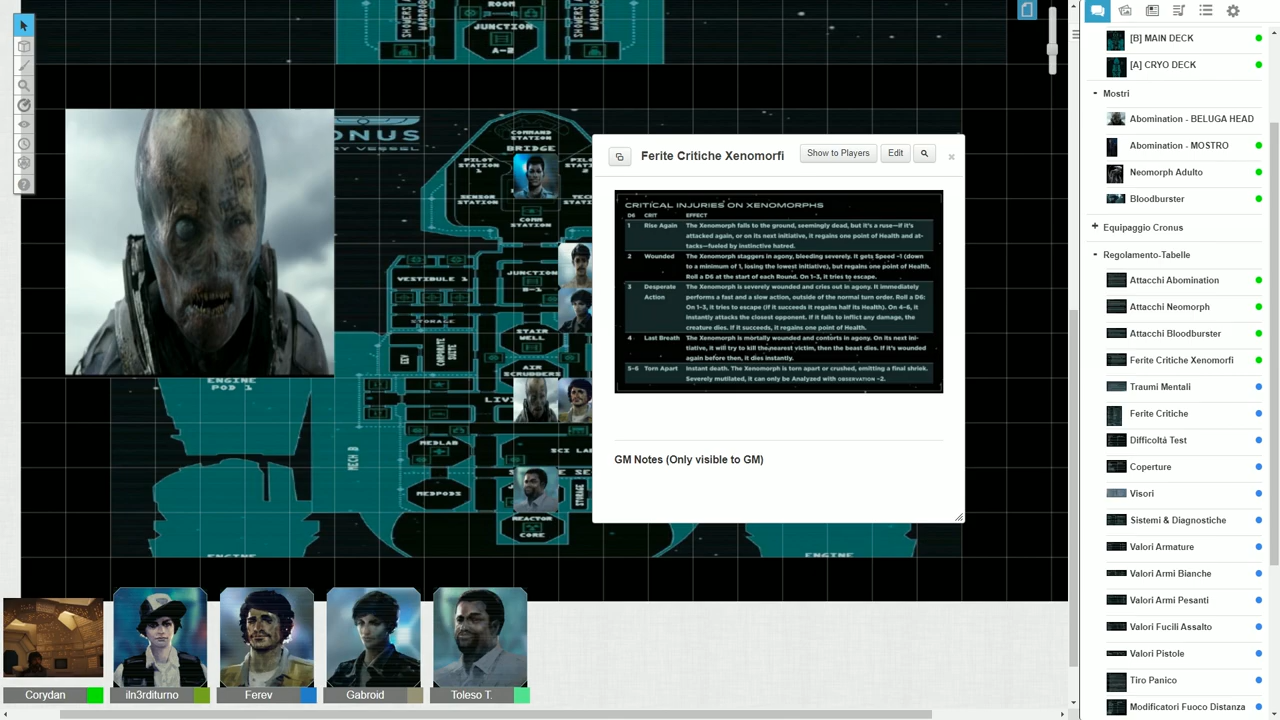 ROOM
SHOWERS
WARDROBE
JUNCTION
A-2
ONUS
RY VESSEL
COMMAND
STATION
BRIDGE
PILOT
STATION
1
PILOT
STATION
2
SENSOR
STATION
COMM
STATION
JUNCTION
B-1
VESTIBULE 1
STORAGE
STAIR
WELL
AIR
SCRUBBERS
ENGINE
POD 1
LIVI
MEDLAB
SCI LAB
MECH B
MEDPODS
STORAGE
REACTOR
CORE
ENGINE
ENGINE
Ferite Critiche Xenomorfi
Show to Players
Edit
CRITICAL INJURIES ON XENOMORPHS
D6 CRIT EFFECT
1 Rise Again The Xenomorph falls to the ground, seemingly dead, but it's a ruse—if it's
attacked again, or on its next initiative, it regains one point of Health and at-
tacks—fueled by instinctive hatred.
2 Wounded The Xenomorph staggers in agony, bleeding severely. It gets Speed -1 (down
to a minimum of 1, losing the lowest initiative), but regains one point of Health.
Roll a D6 at the start of each Round. On 1–3, it tries to escape.
3 Desperate Action The Xenomorph is severely wounded and cries out in agony. It immediately
performs a fast and a slow action, outside of the normal turn order. Roll a D6:
On 1–3, it tries to escape (if it succeeds it regains half its Health). On 4–6, it
instantly attacks the closest opponent. If it fails to inflict any damage, the
creature dies. If it succeeds, it regains one point of Health.
4 Last Breath The Xenomorph is mortally wounded and contorts in agony. On its next ini-
tiative, it will try to kill the nearest victim, then the beast dies. If it's wounded
again before then, it dies instantly.
5–6 Torn Apart Instant death. The Xenomorph is torn apart or crushed, emitting a final shriek.
Severely mutilated, it can only be Analyzed with OBSERVATION -2.
GM Notes (Only visible to GM)
[B] MAIN DECK
[A] CRYO DECK
Mostri
Abomination - BELUGA HEAD
Abomination - MOSTRO
Neomorph Adulto
Bloodburster
Equipaggio Cronus
Regolamento-Tabelle
Attacchi Abomination
Attacchi Neomorph
Attacchi Bloodburster
Ferite Critiche Xenomorfi
Traumi Mentali
Ferite Critiche
Difficoltà Test
Coperture
Visori
Sistemi & Diagnostiche
Valori Armature
Valori Armi Bianche
Valori Armi Pesanti
Valori Fucili Assalto
Valori Pistole
Tiro Panico
Modificatori Fuoco Distanza
Corydan
iln3rditurno
Ferev
Gabroid
Toleso T.